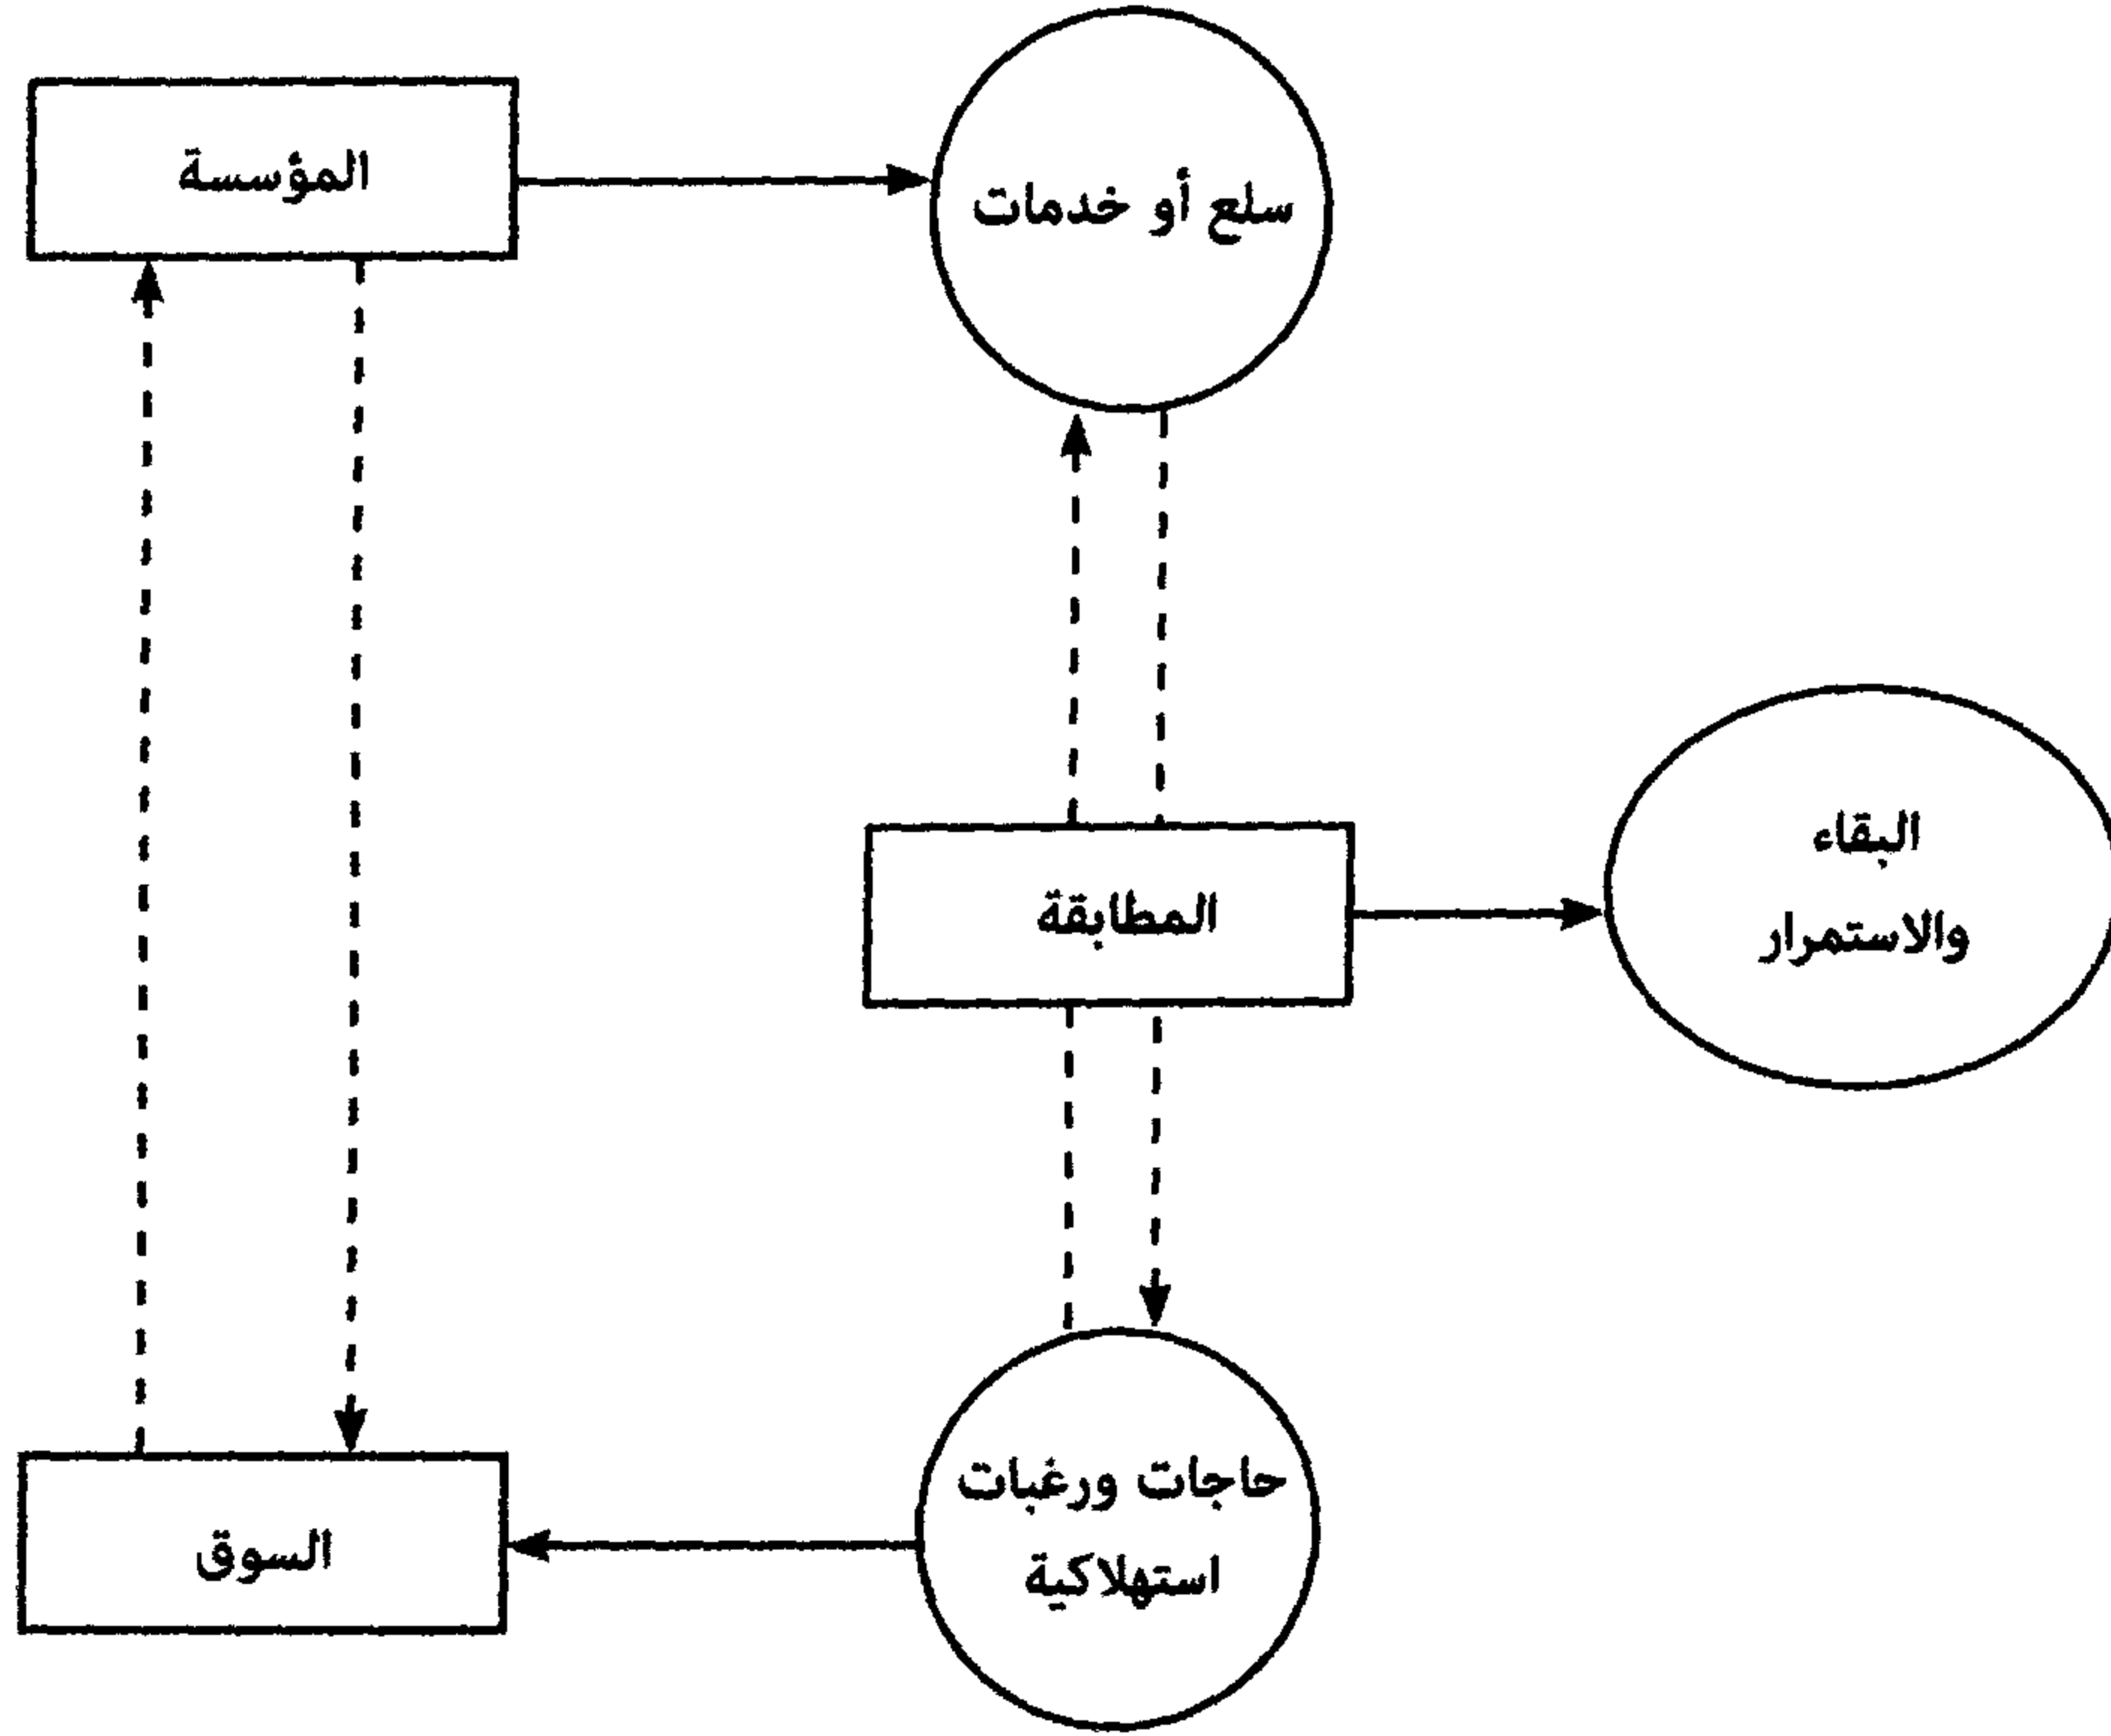 المؤسسة
سلع أو خدمات
المطابقة
البقاء
والاستمرار
حاجات ورغبات
استهلاكية
السوق